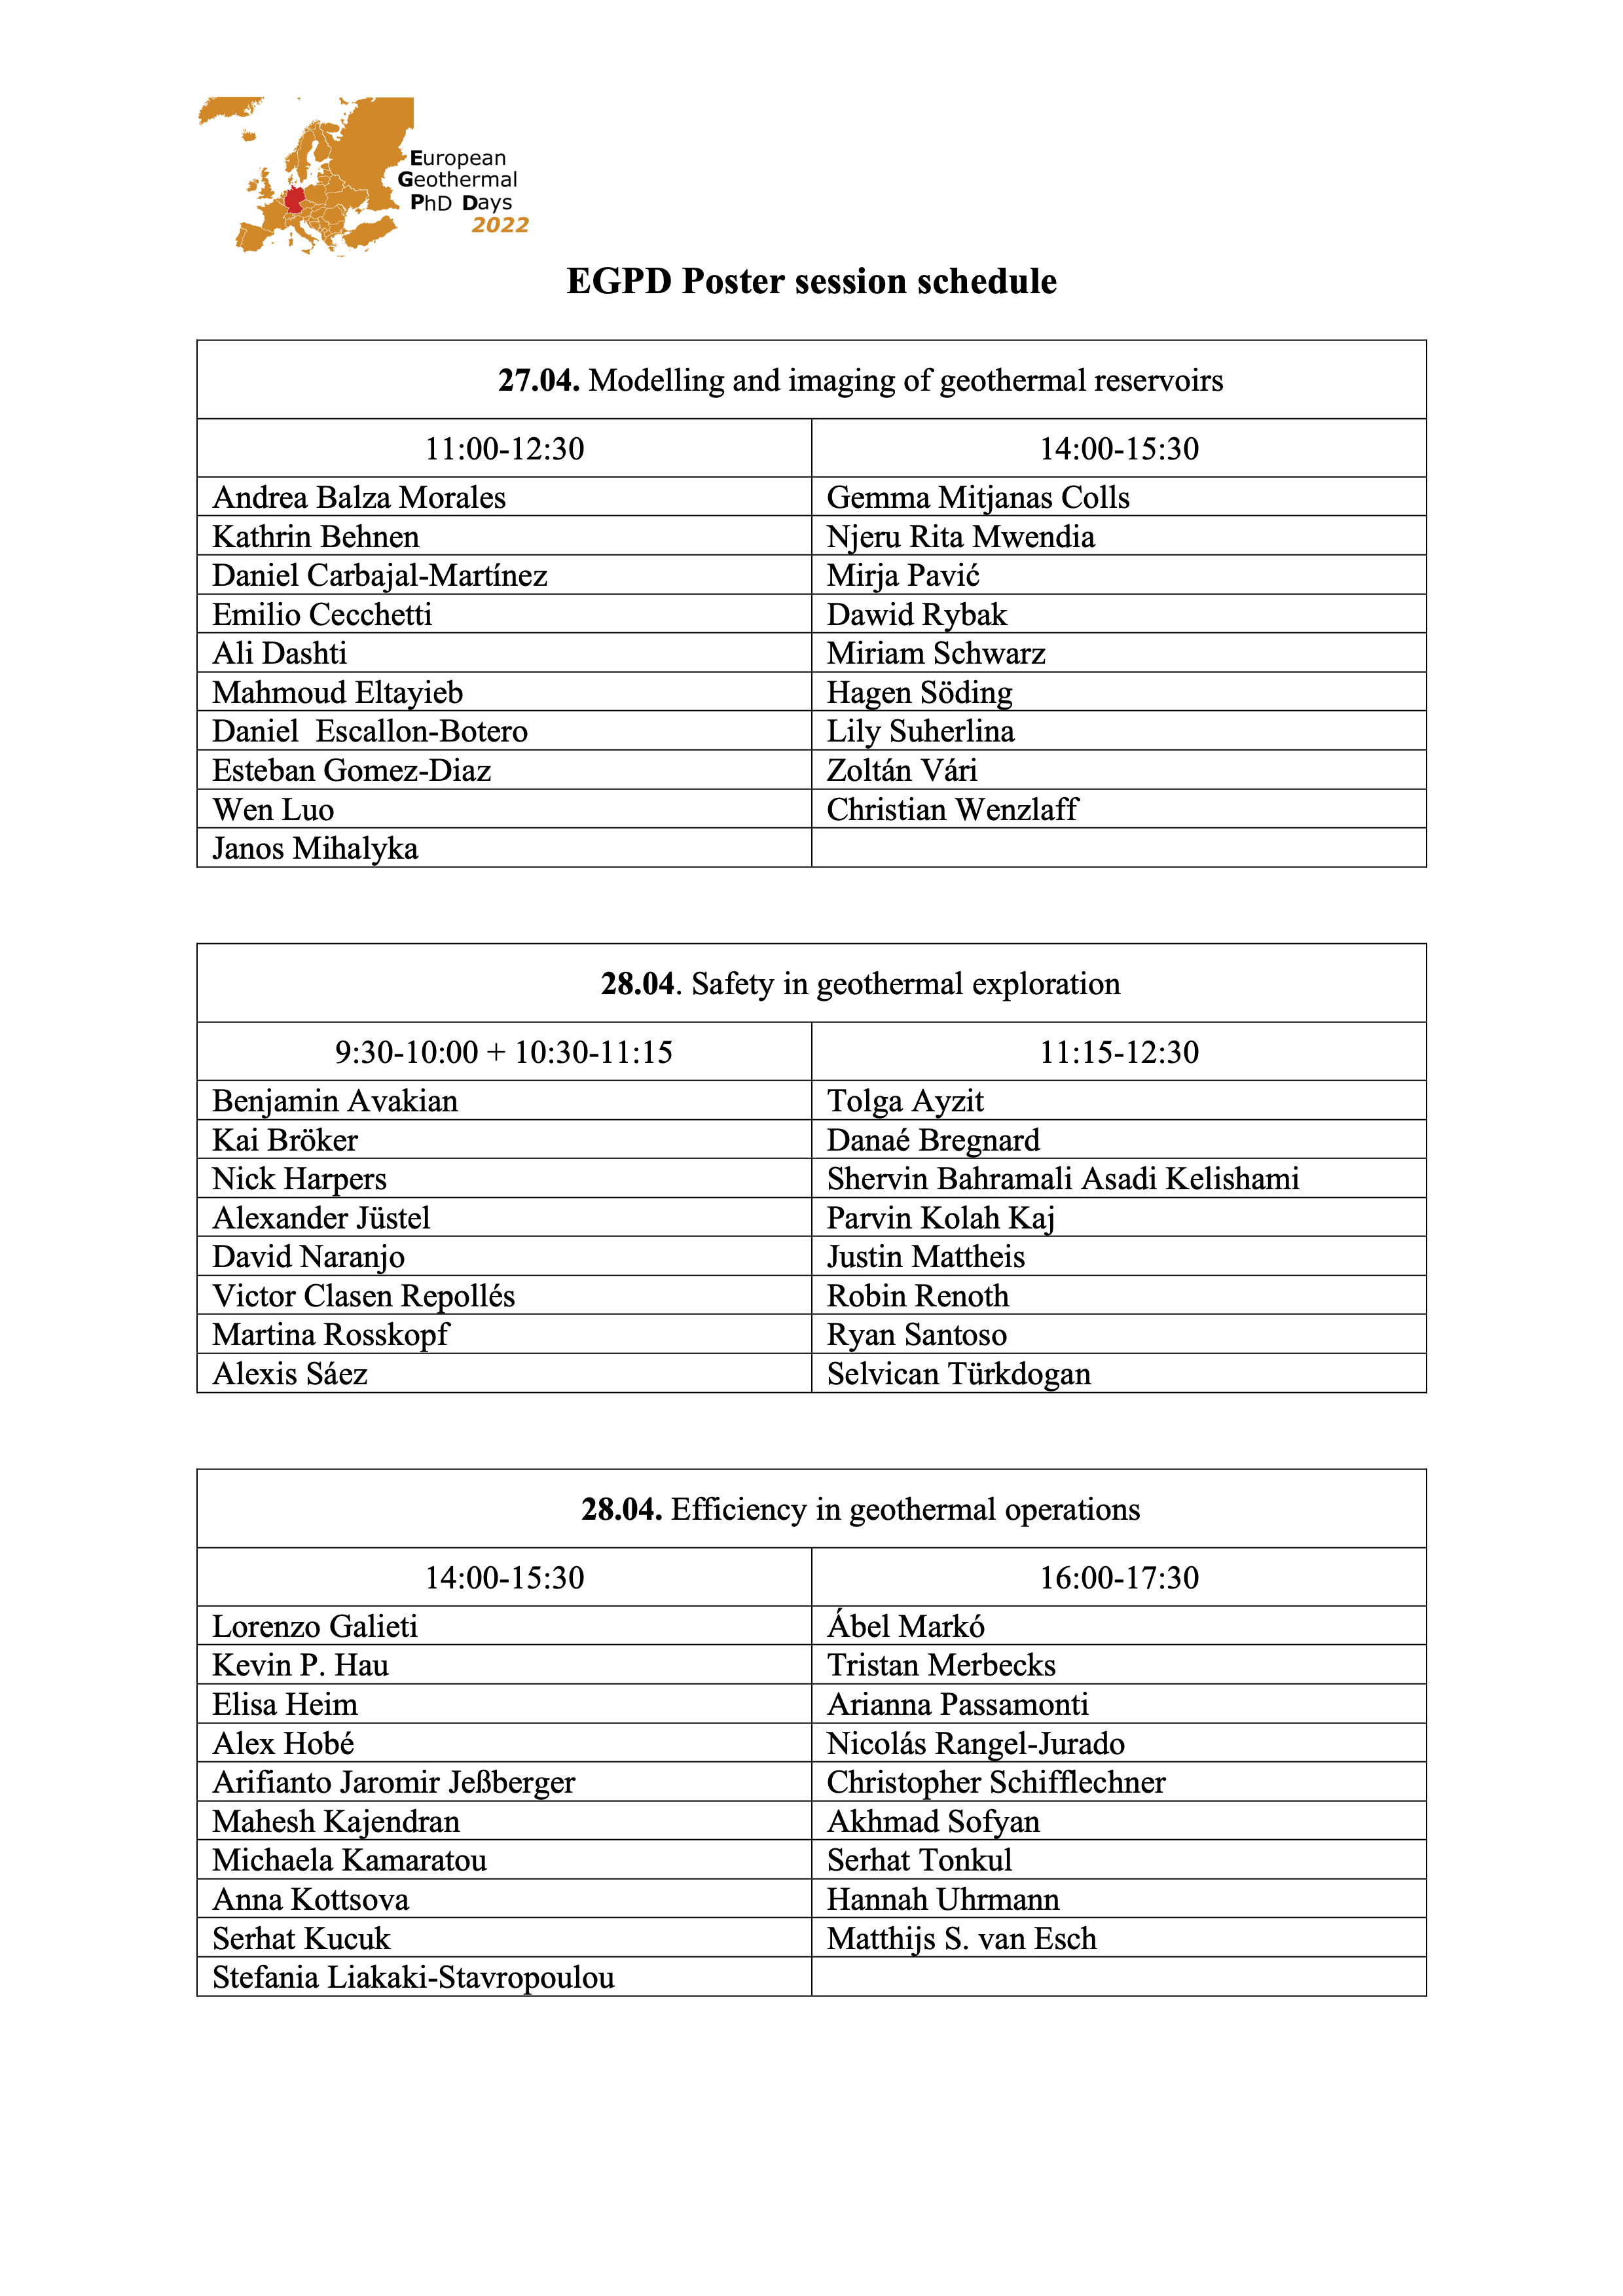 European
Geothermal
PhD Days
2022
EGPD Poster session schedule
27.04. Modelling and imaging of geothermal reservoirs
11:00-12:30 14:00-15:30
Andrea Balza Morales Gemma Mitjanas Colls
Kathrin Behnen Njeru Rita Mwendia
Daniel Carbajal-Martínez Mirja Pavić
Emilio Cecchetti Dawid Rybak
Ali Dashti Miriam Schwarz
Mahmoud Eltayieb Hagen Söding
Daniel  Escallon-Botero Lily Suherlina
Esteban Gomez-Diaz Zoltán Vári
Wen Luo Christian Wenzlaff
Janos Mihalyka
28.04. Safety in geothermal exploration
9:30-10:00 + 10:30-11:15 11:15-12:30
Benjamin Avakian Tolga Ayzit
Kai Bröker Danaé Bregnard
Nick Harpers Shervin Bahramali Asadi Kelishami
Alexander Jüstel Parvin Kolah Kaj
David Naranjo Justin Mattheis
Victor Clasen Repollés Robin Renoth
Martina Rosskopf Ryan Santoso
Alexis Sáez Selvican Türkdogan
28.04. Efficiency in geothermal operations
14:00-15:30 16:00-17:30
Lorenzo Galieti Ábel Markó
Kevin P. Hau Tristan Merbecks
Elisa Heim Arianna Passamonti
Alex Hobé Nicolás Rangel-Jurado
Arifianto Jaromir Jeßberger Christopher Schifflechner
Mahesh Kajendran Akhmad Sofyan
Michaela Kamaratou Serhat Tonkul
Anna Kottsova Hannah Uhrmann
Serhat Kucuk Matthijs S. van Esch
Stefania Liakaki-Stavropoulou